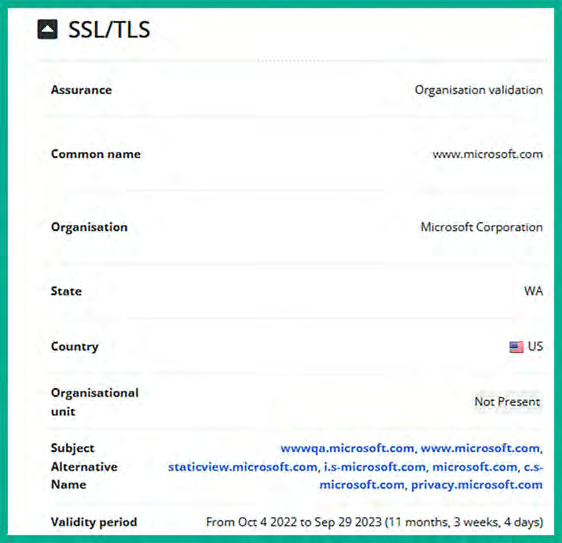 SSL/TLS
Assurance Organisation validation
Common name www.microsoft.com
Organisation Microsoft Corporation
State WA
Country US
Organisational
unit Not Present
Subject wwwqa.microsoft.com, www.microsoft.com,
Alternative staticview.microsoft.com, i.s-microsoft.com, microsoft.com, c.s-
Name microsoft.com, privacy.microsoft.com
Validity period From Oct 4 2022 to Sep 29 2023 (11 months, 3 weeks, 4 days)